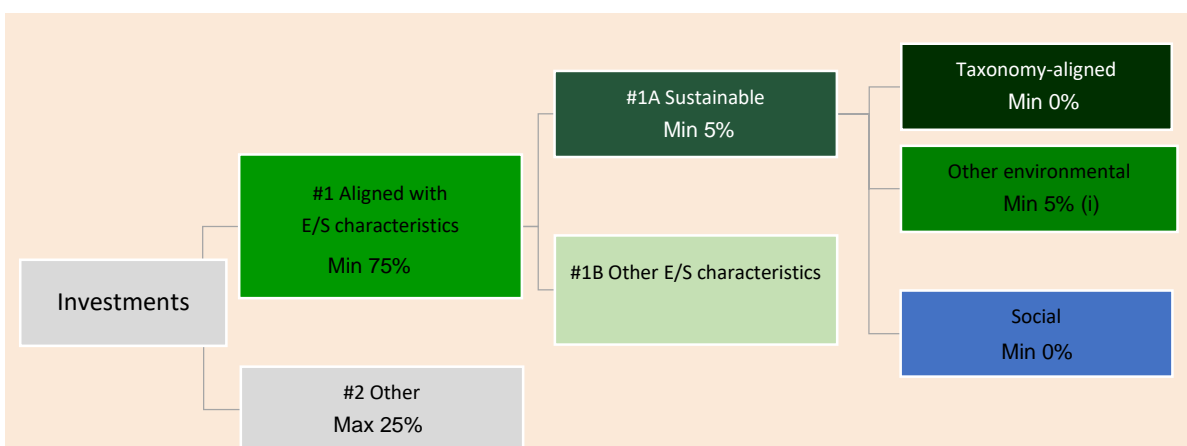 Investments
#1 Aligned with
E/S characteristics
Min 75%
#2 Other
Max 25%
#1A Sustainable
Min 5%
#1B Other E/S characteristics
Taxonomy-aligned
Min 0%
Other environmental
Min 5% (i)
Social
Min 0%